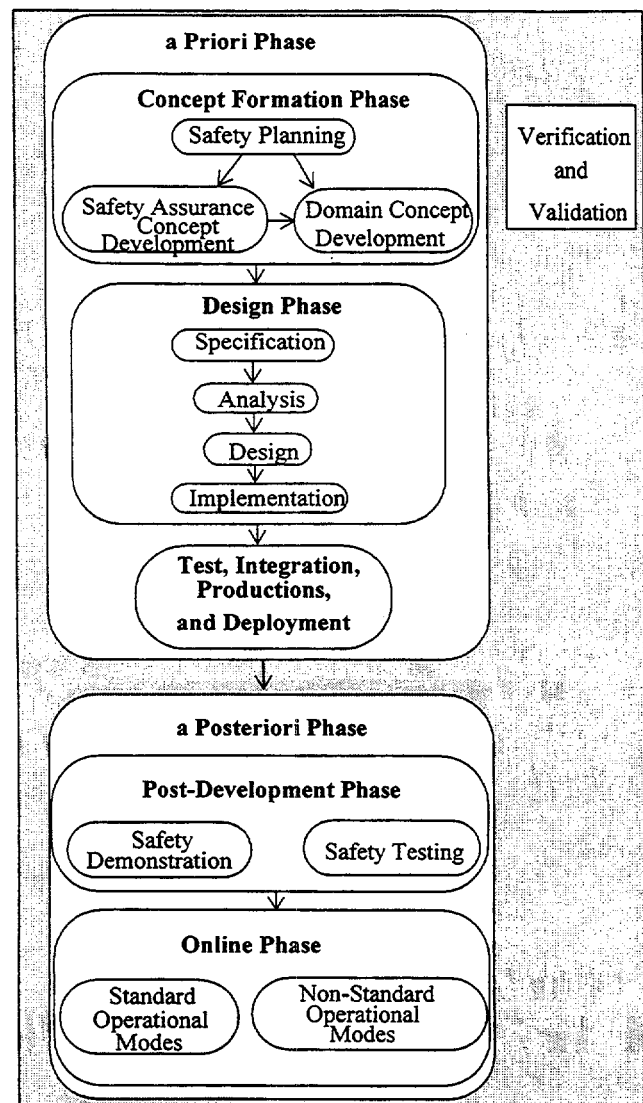 a Priori Phase
Concept Formation Phase
Safety Planning
Safety Assurance
Concept
Development
Domain Concept
Development
Verification
and
Validation
Design Phase
Specification
Analysis
Design
Implementation
Test, Integration,
Productions,
and Deployment
a Posteriori Phase
Post-Development Phase
Safety
Demonstration
Safety Testing
Online Phase
Standard
Operational
Modes
Non-Standard
Operational
Modes